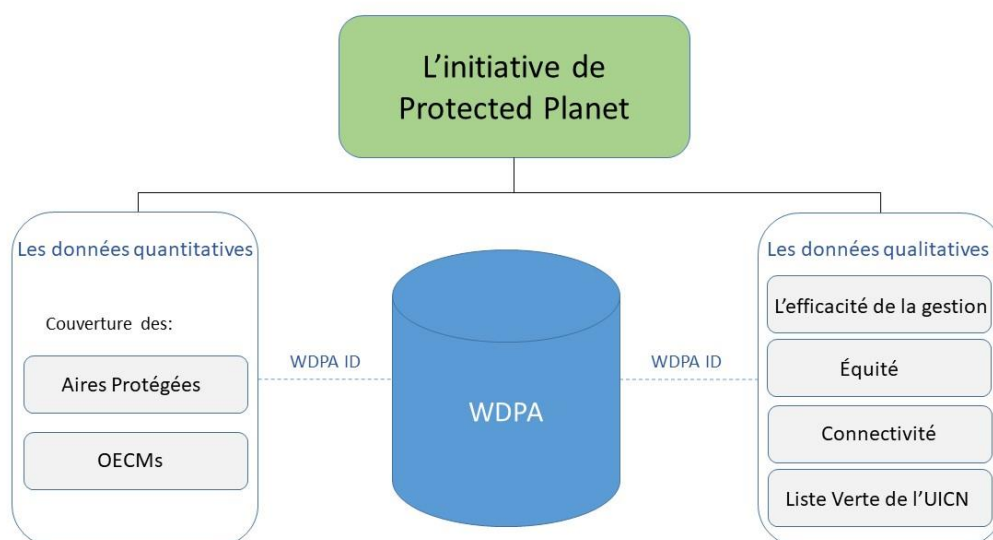 L'initiative de
Protected Planet
Les données quantitatives
Couverture des:
Aires Protégées
OECMs
WDPA ID
WDPA
WDPA ID
Les données qualitatives
L'efficacité de la gestion
Équité
Connectivité
Liste Verte de l'UICN